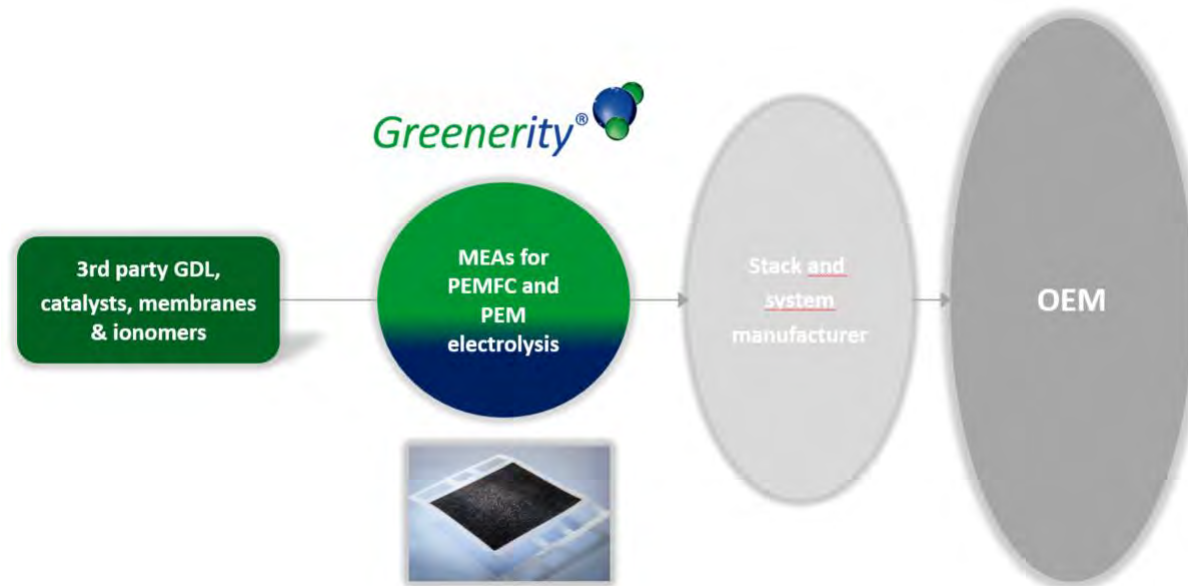 Greenerity®
3rd party GDL,
catalysts, membranes
& ionomers
MEAs for
PEMFC and
PEM
electrolysis
Stack and
system
manufacturer
OEM